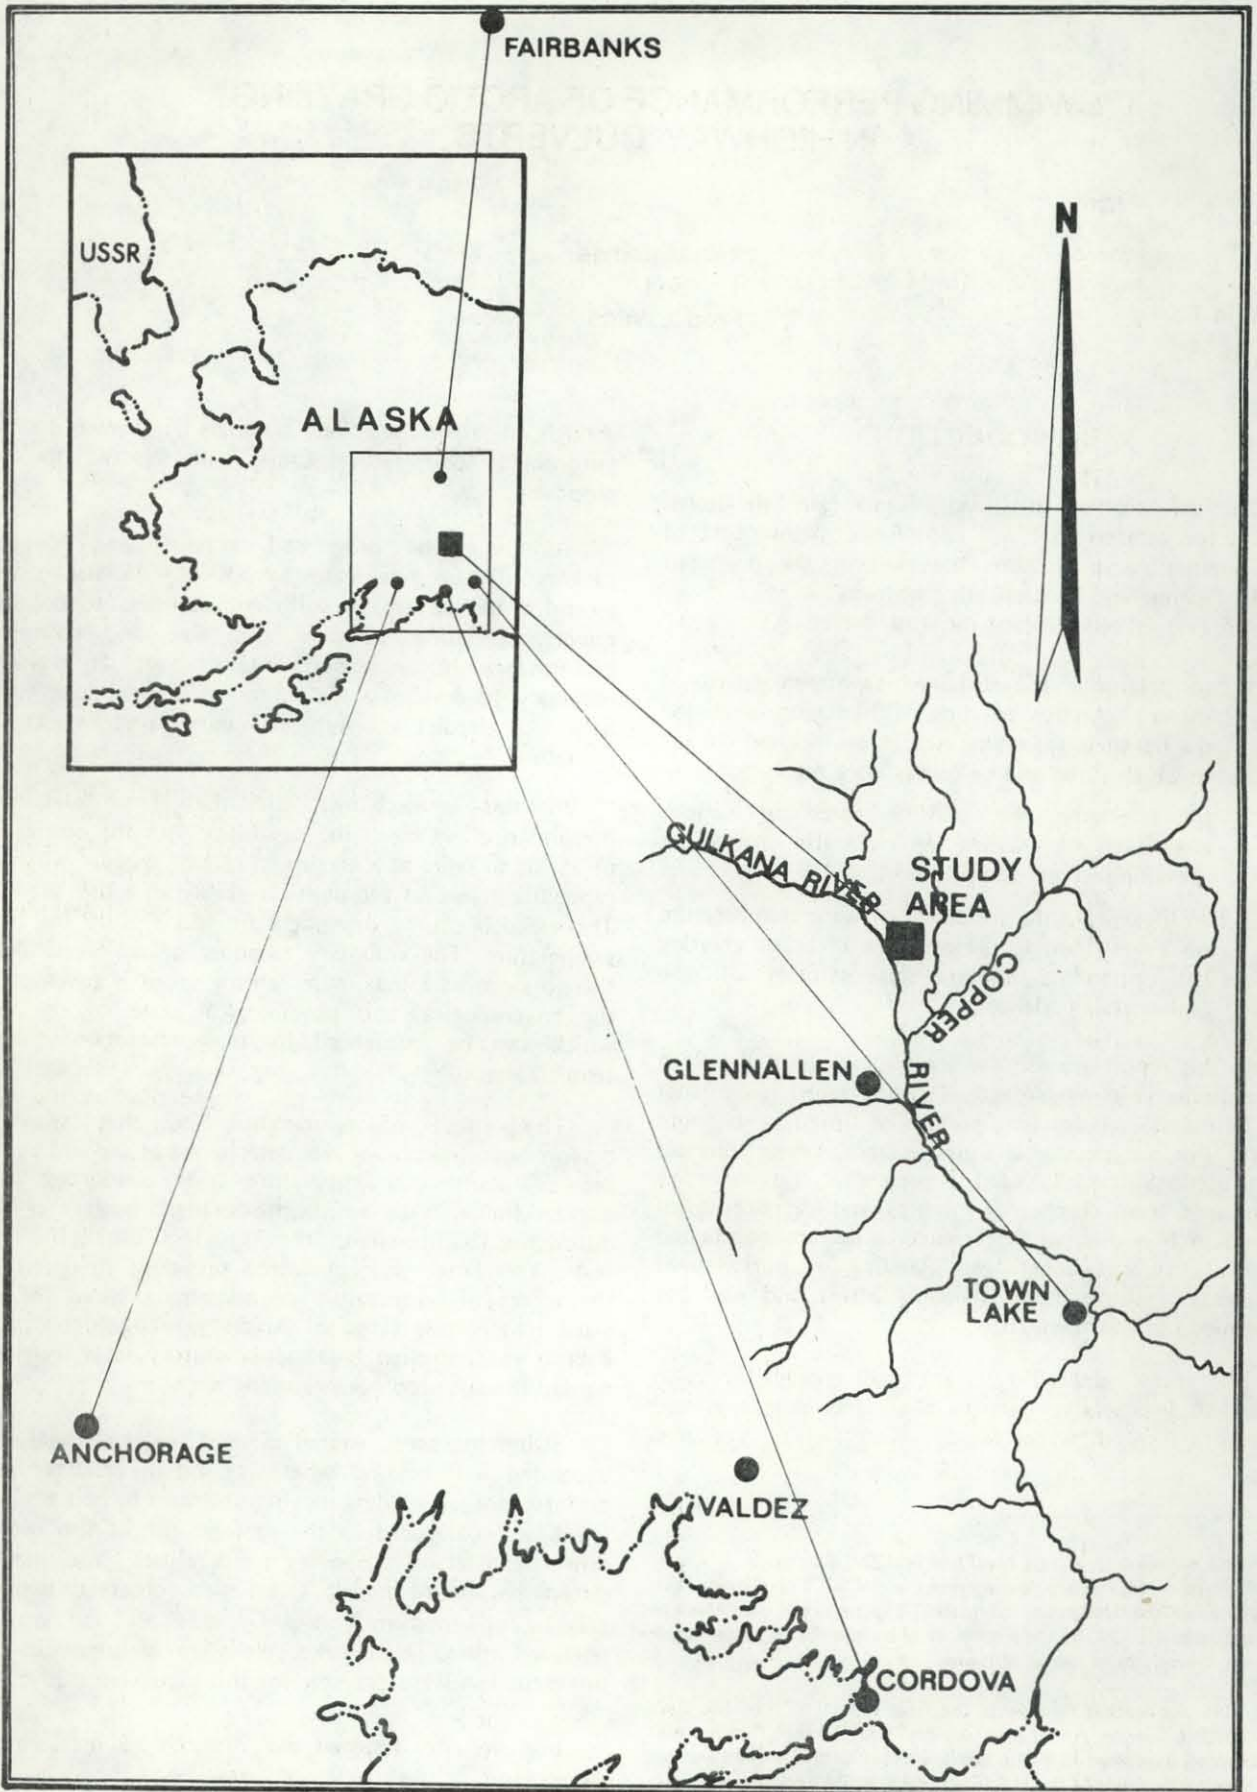 FAIRBANKS
USSR
N
ALASKA
GULKANA RIVER
STUDY
AREA
COPPER
RIVER
GLENNALLEN
TOWN
LAKE
ANCHORAGE
VALDEZ
CORDOVA